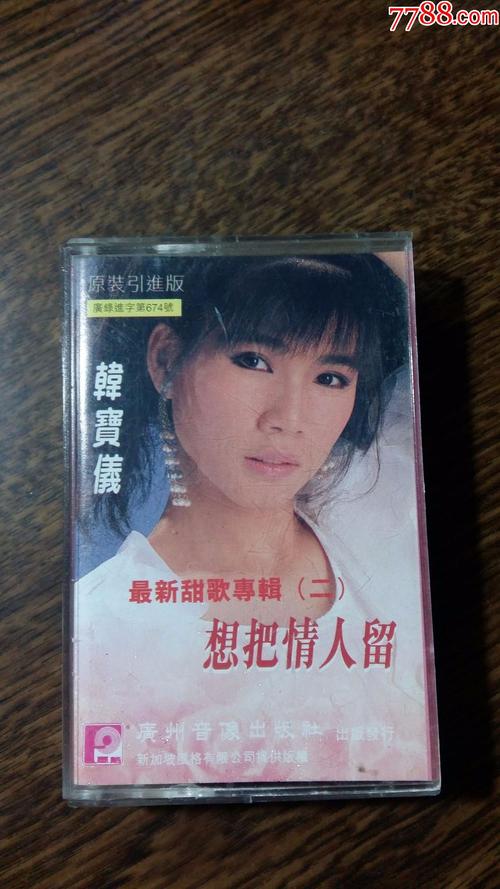 7788.com
原裝引進版
廣錄進字第674號
韓寶儀
最新甜歌專輯（二）
想把情人留
廣州音像出版社 出版發行
新加坡風格有限公司提供版權